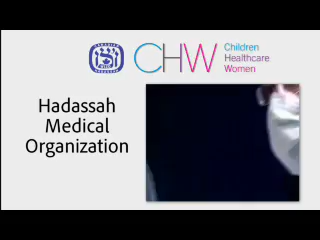 CHW
Children
Healthcare
Women
Hadassah
Medical
Organization